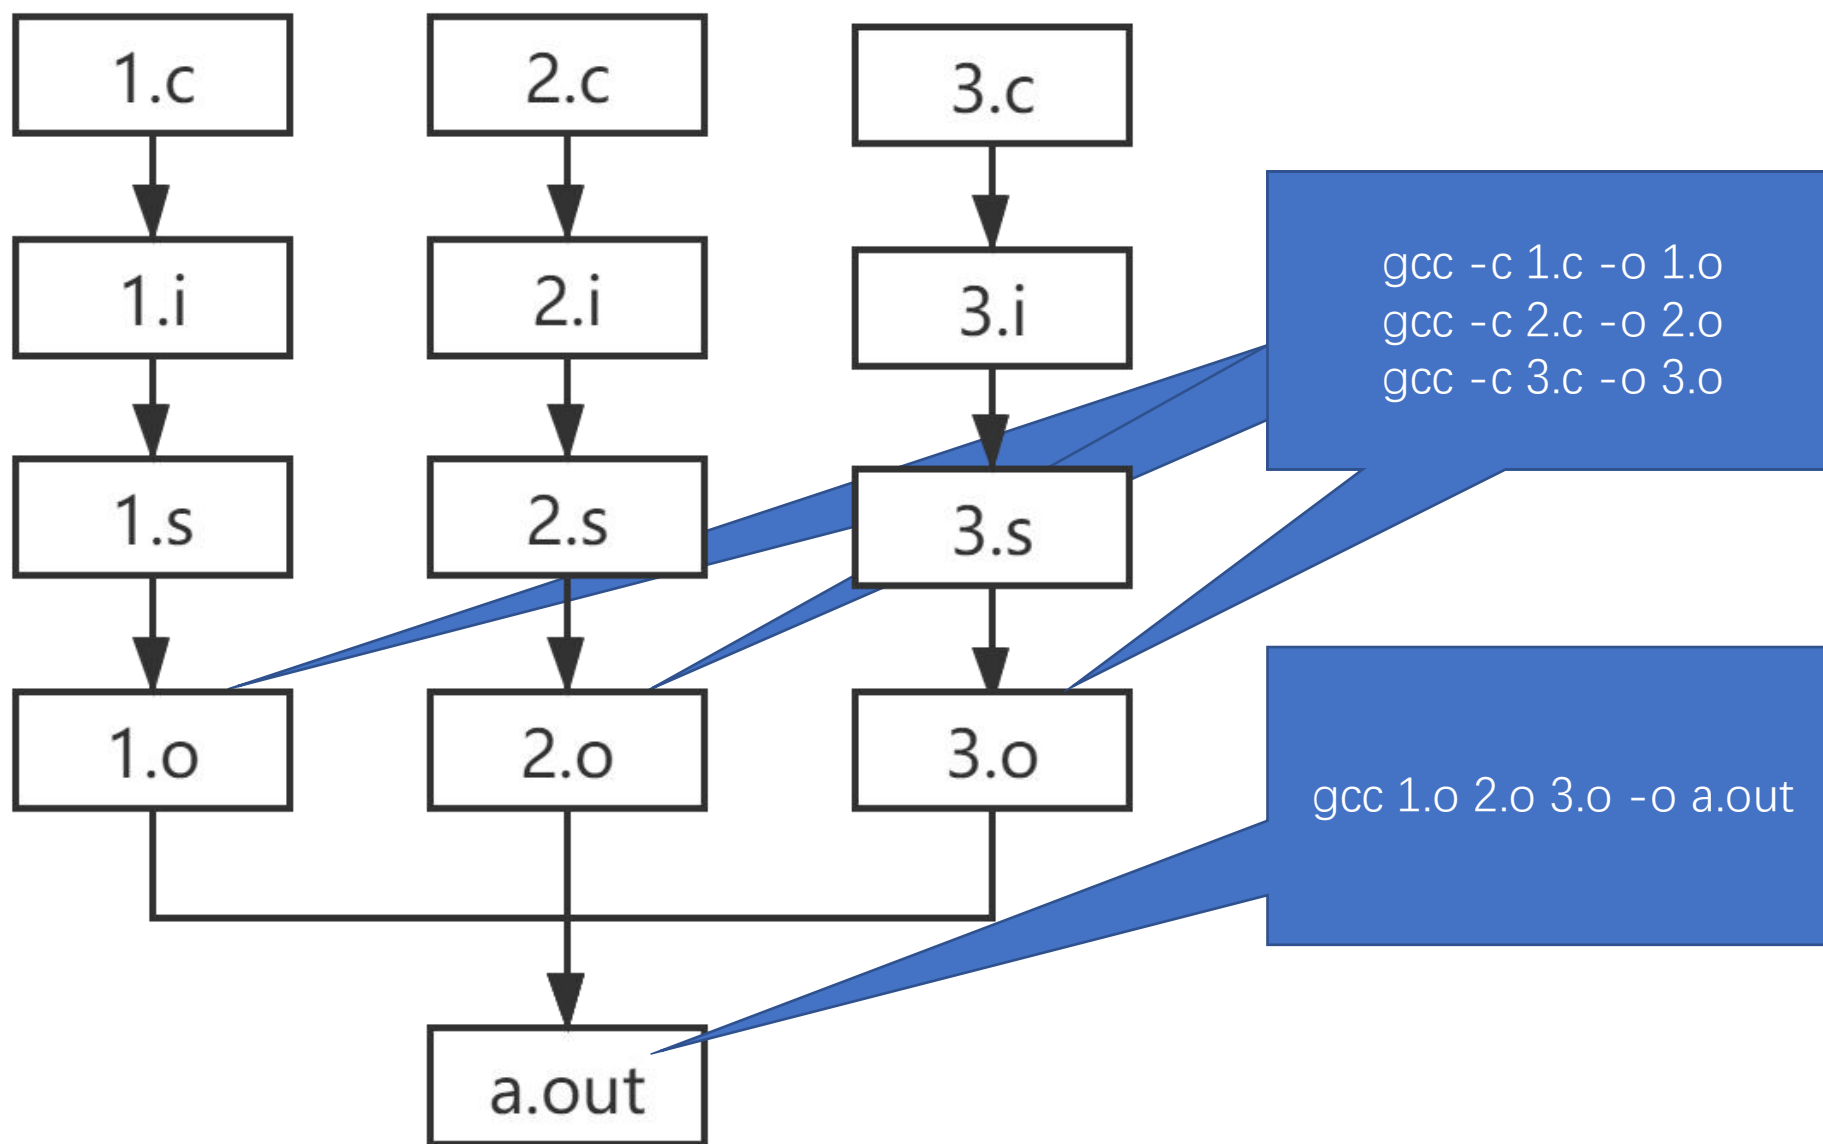 1.c
2.c
3.c
1.i
2.i
3.i
gcc -c 1.c -o 1.o
gcc -c 2.c -o 2.o
gcc -c 3.c -o 3.o
1.s
2.s
3.s
1.o
2.o
3.o
gcc 1.o 2.o 3.o -o a.out
a.out